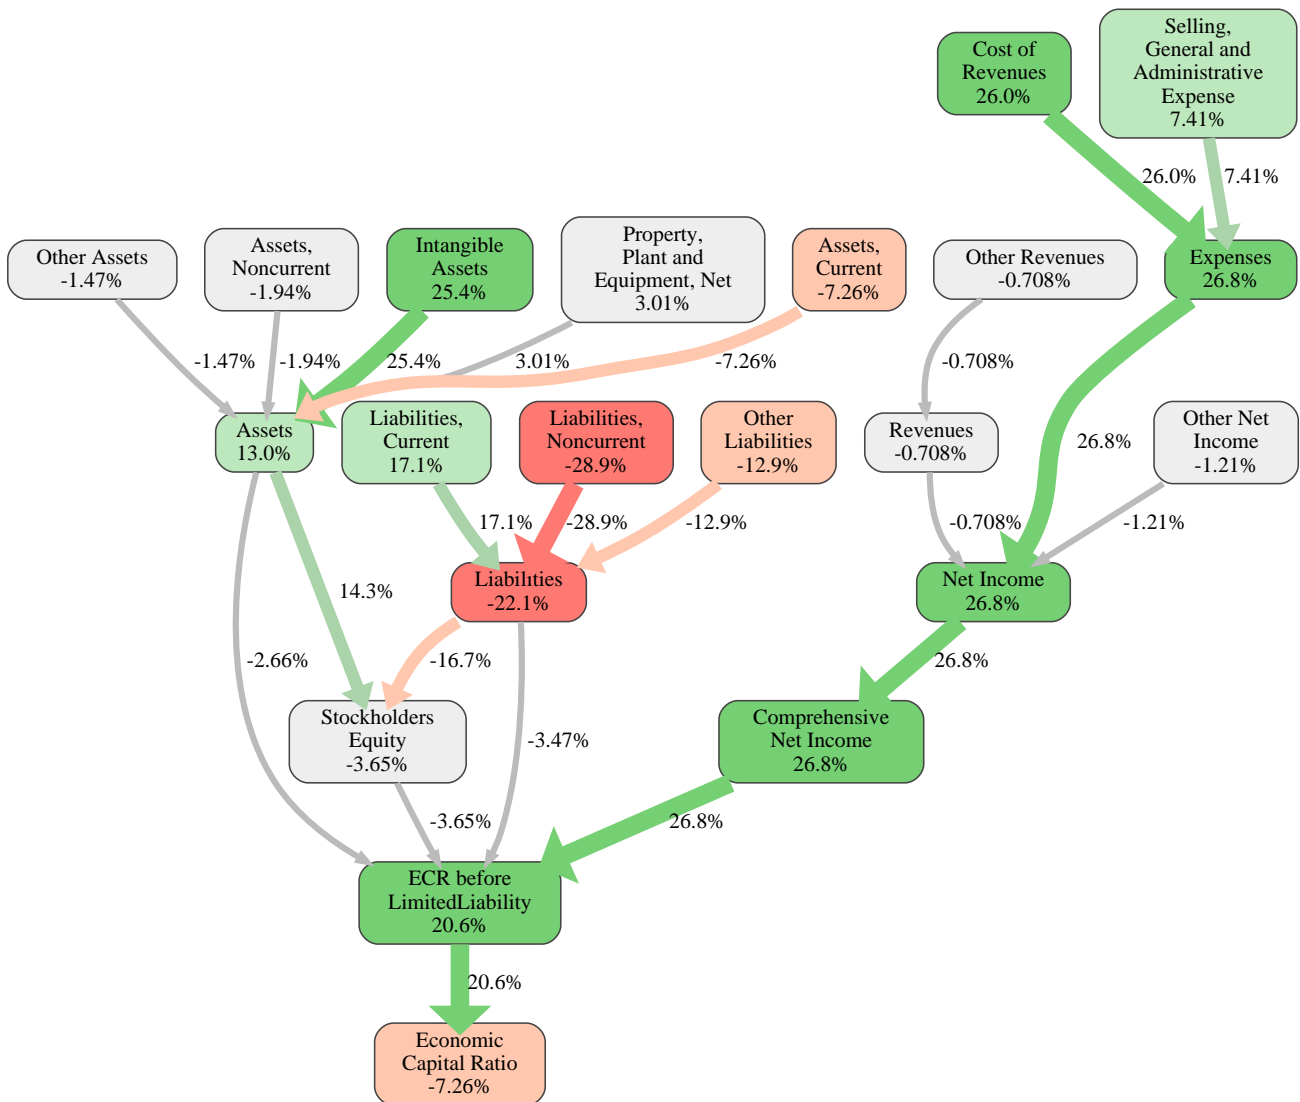 Cost of
Revenues
26.0%
Selling,
General and
Administrative
Expense
7.41%
26.0%
7.41%
Other Assets
-1.47%
Assets,
Noncurrent
-1.94%
Intangible
Assets
25.4%
Property,
Plant and
Equipment, Net
3.01%
Assets,
Current
-7.26%
Other Revenues
-0.708%
Expenses
26.8%
-1.47%
-1.94%
25.4%
3.01%
-7.26%
-0.708%
26.8%
Assets
13.0%
Liabilities,
Current
17.1%
Liabilities,
Noncurrent
-28.9%
Other
Liabilities
-12.9%
Revenues
-0.708%
Other Net
Income
-1.21%
17.1%
-28.9%
-12.9%
-0.708%
-1.21%
14.3%
Liabilities
-22.1%
Net Income
26.8%
-2.66%
-16.7%
26.8%
Stockholders
Equity
-3.65%
-3.47%
Comprehensive
Net Income
26.8%
-3.65%
26.8%
ECR before
LimitedLiability
20.6%
20.6%
Economic
Capital Ratio
-7.26%